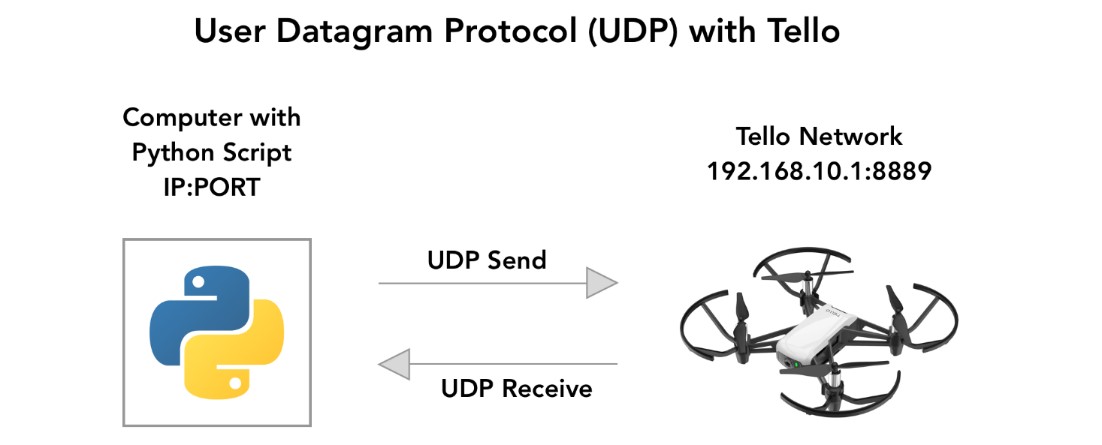 User Datagram Protocol (UDP) with Tello
Computer with
Python Script
IP:PORT
Tello Network
192.168.10.1:8889
UDP Send
UDP Receive
TELLO